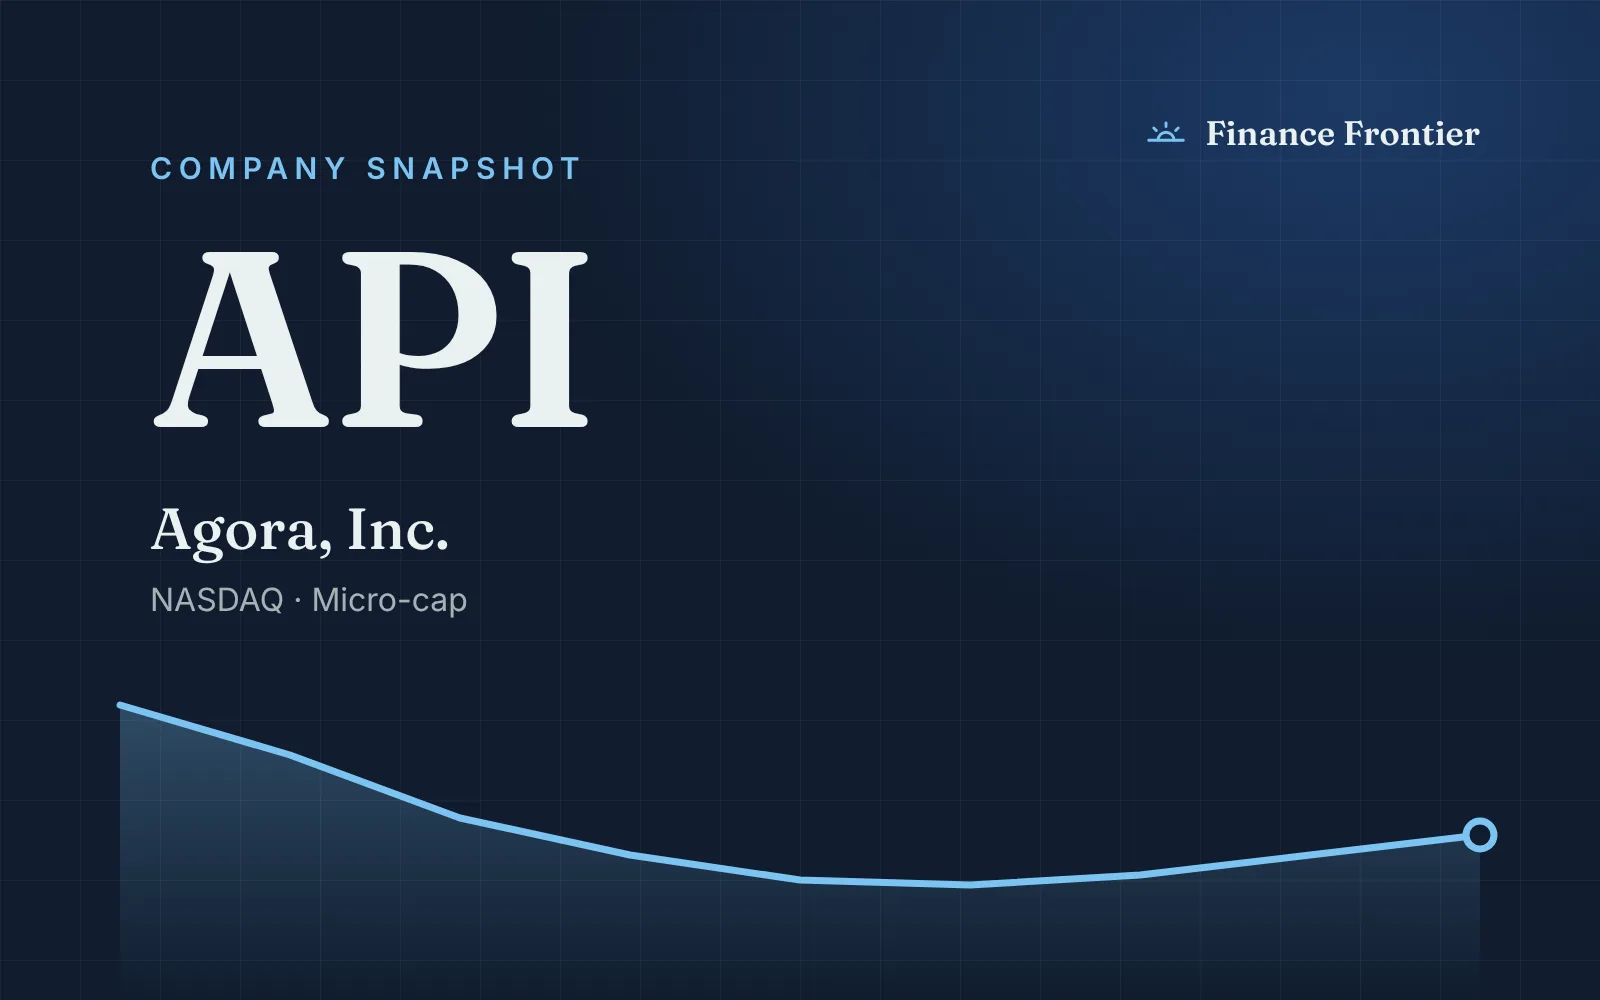 Finance Frontier
COMPANY SNAPSHOT
API
Agora, Inc.
NASDAQ · Micro-cap